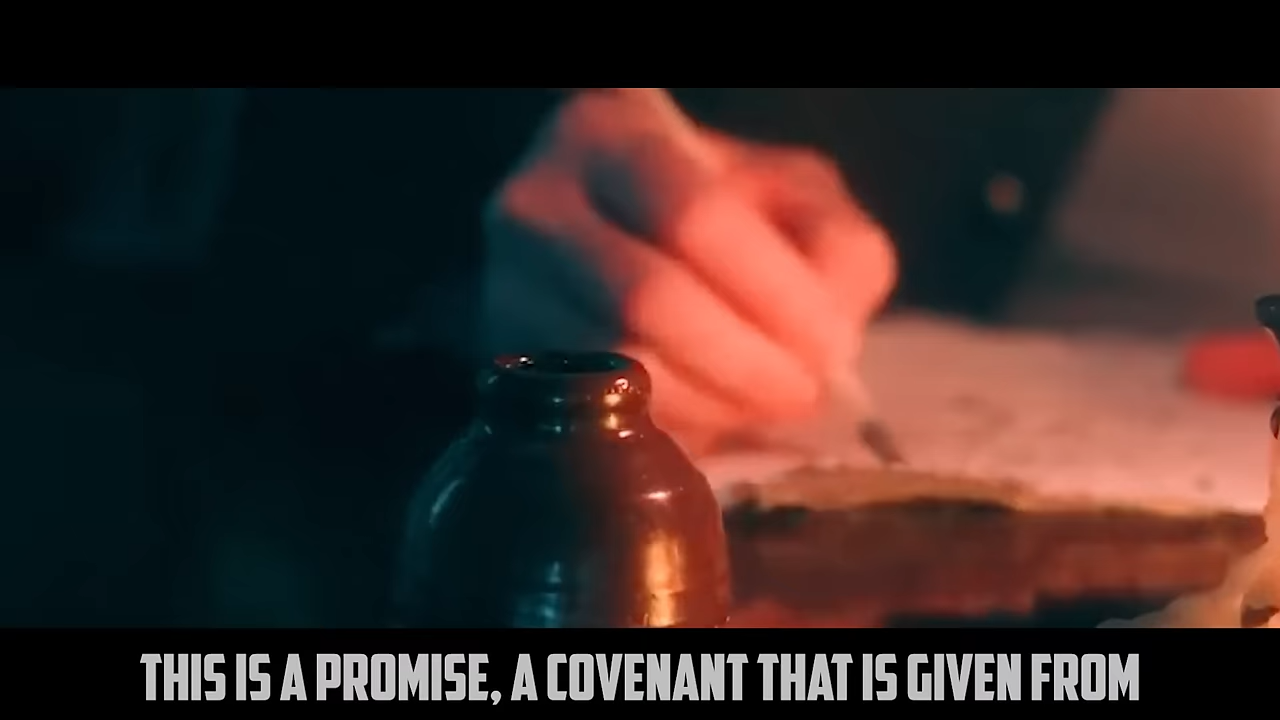 THIS IS A PROMISE, A COVENANT THAT IS GIVEN FROM